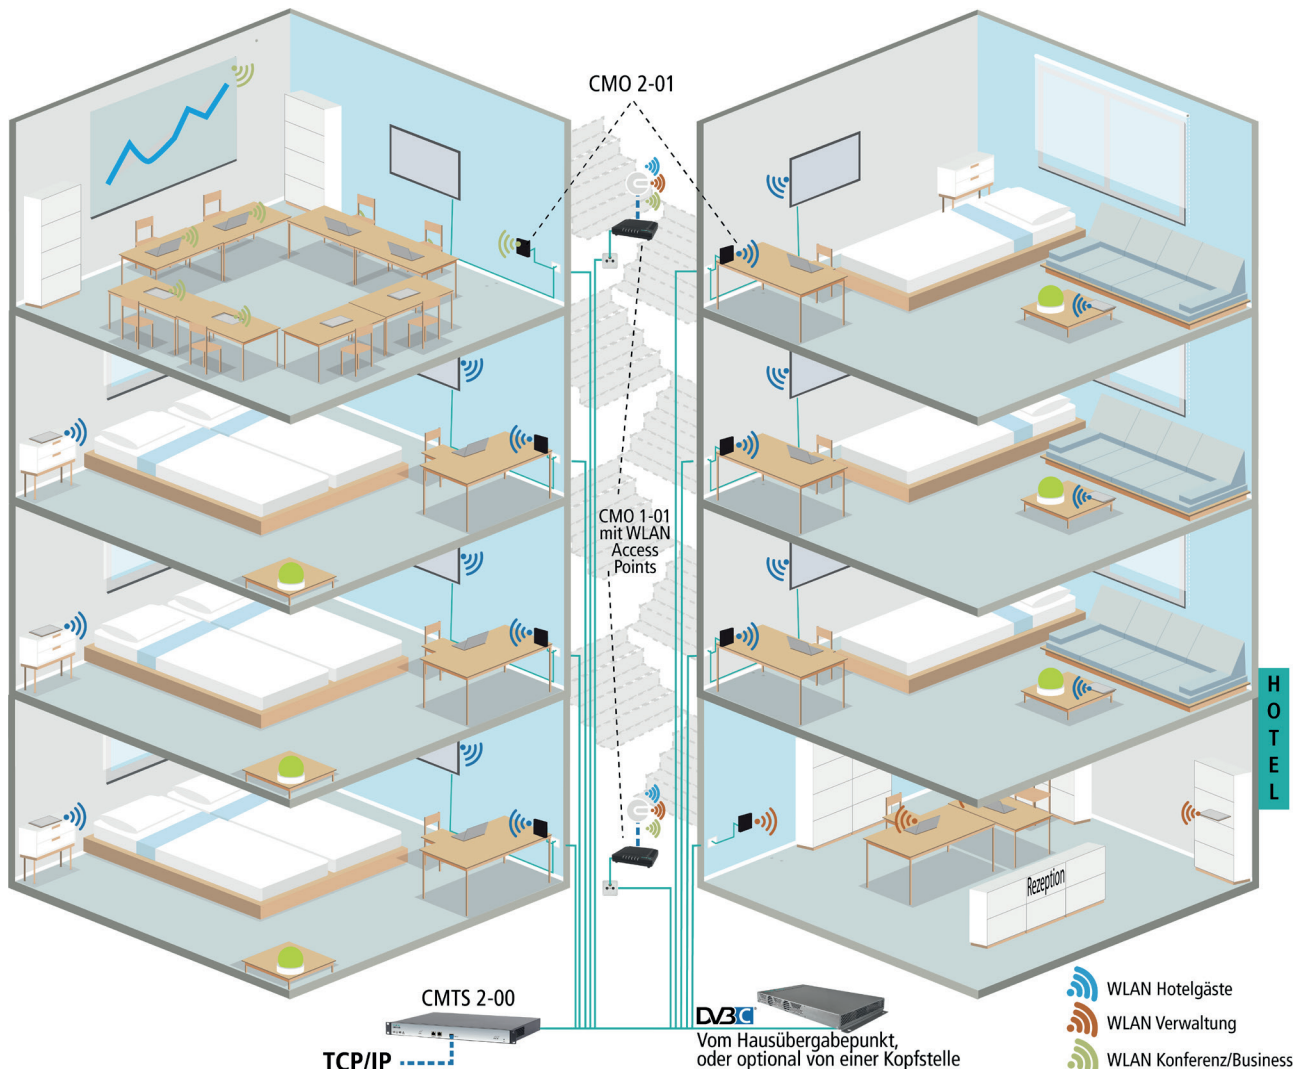 CMO 2-01
CMO 1-01
mit WLAN
Access
Points
HOTEL
Rezeption
CMTS 2-00
TCP/IP
DVB C
Vom Hausübergabepunkt,
oder optional von einer Kopfstelle
WLAN Hotelgäste
WLAN Verwaltung
WLAN Konferenz/Business